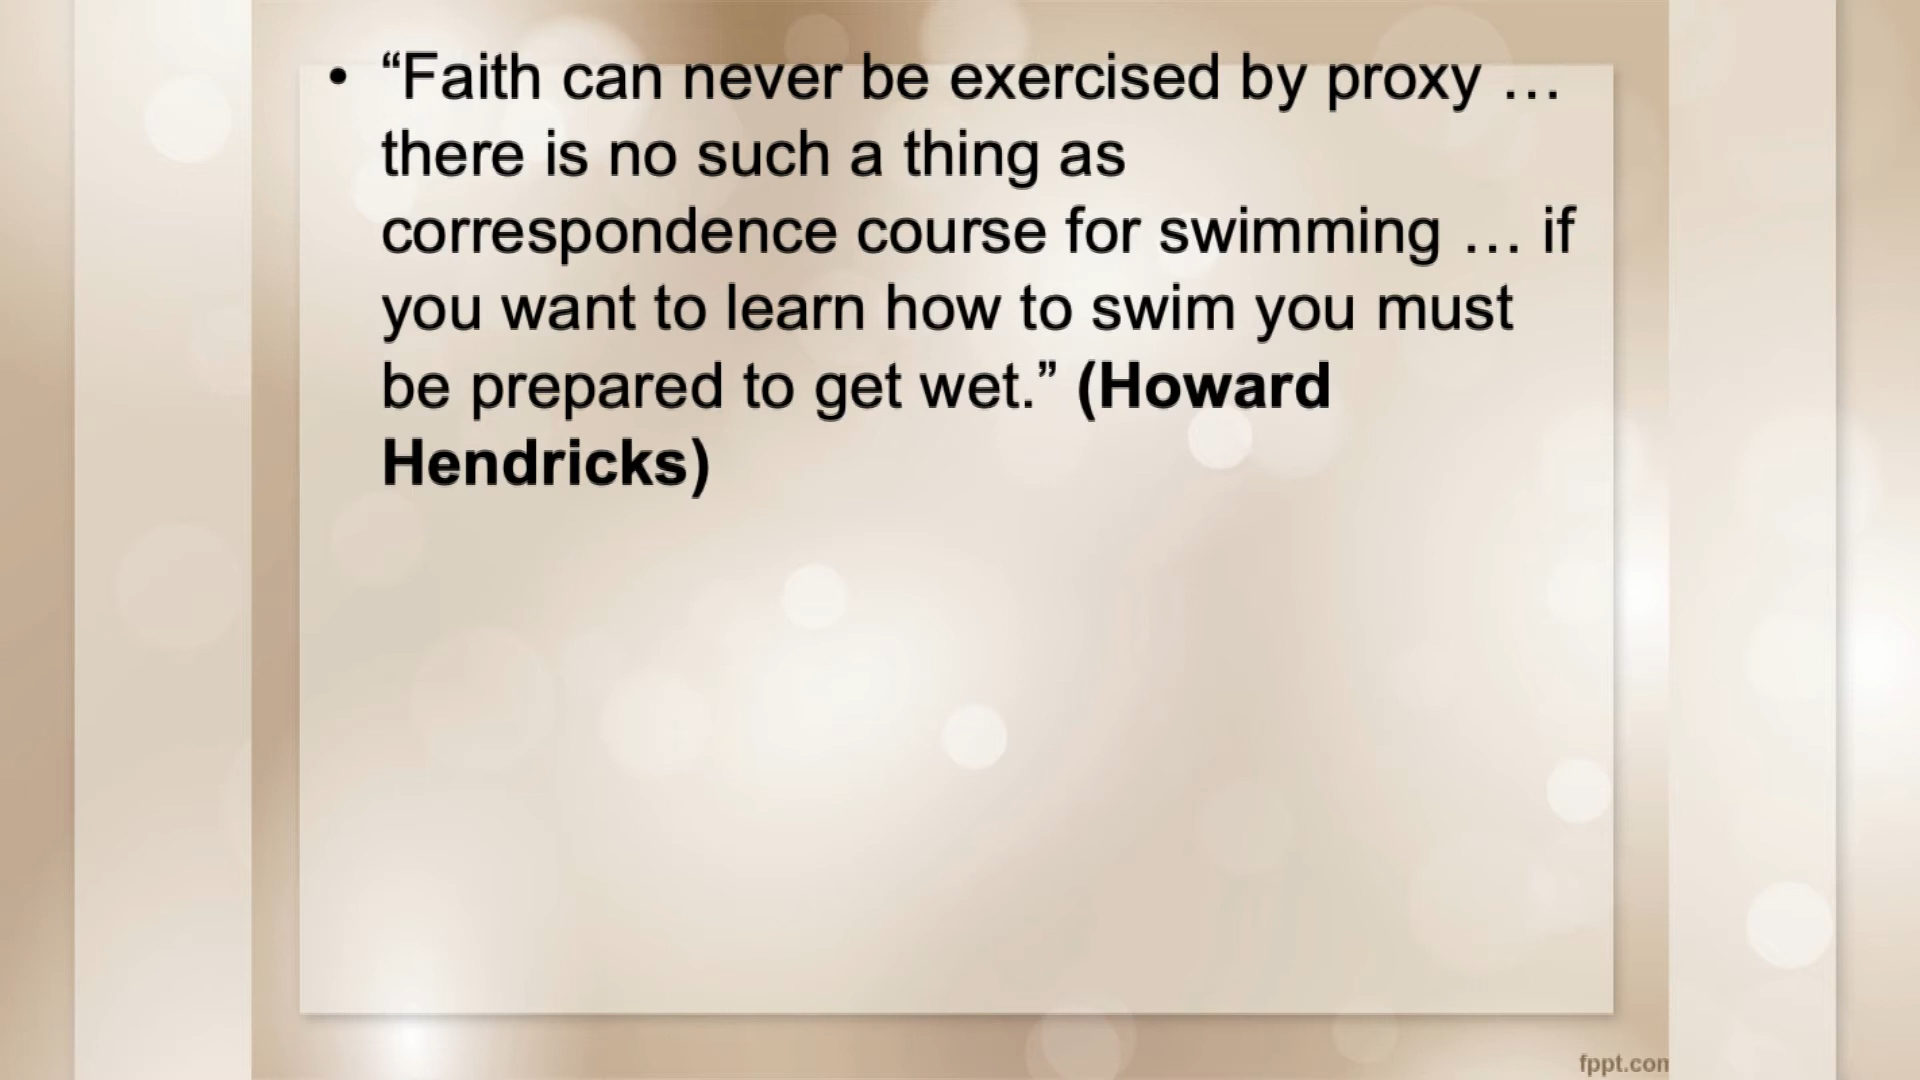 • “Faith can never be exercised by proxy …
there is no such a thing as
correspondence course for swimming … if
you want to learn how to swim you must
be prepared to get wet.” (Howard
Hendricks)
fppt.com